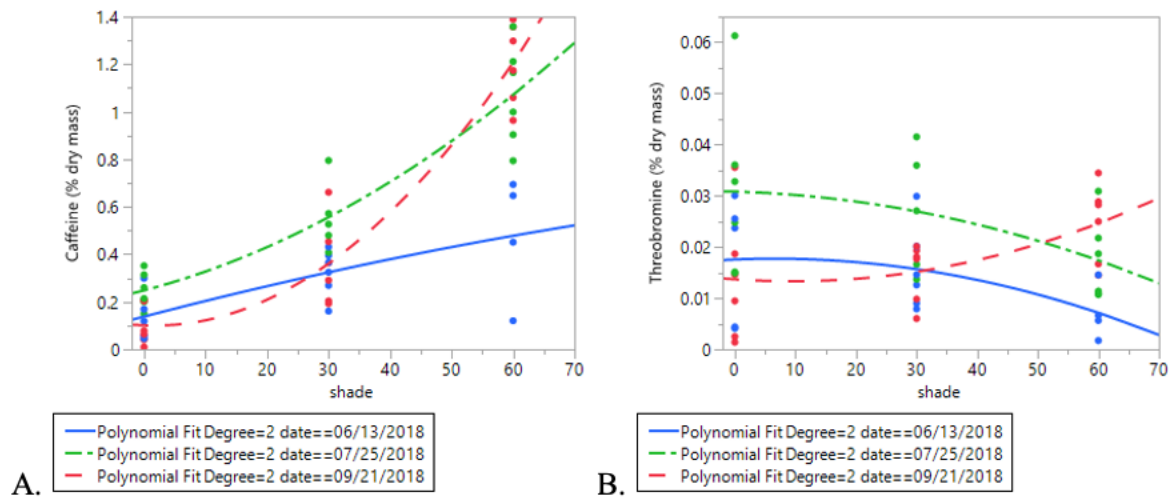 1.4
1.2
1
0.8
0.6
0.4
0.2
0
Caffeine (% dry mass)
0 10 20 30 40 50 60 70
shade
Polynomial Fit Degree=2 date==06/13/2018
Polynomial Fit Degree=2 date==07/25/2018
Polynomial Fit Degree=2 date==09/21/2018
A.
0.06
0.05
0.04
0.03
0.02
0.01
0
Threobromine (% dry mass)
0 10 20 30 40 50 60 70
shade
Polynomial Fit Degree=2 date==06/13/2018
Polynomial Fit Degree=2 date==07/25/2018
Polynomial Fit Degree=2 date==09/21/2018
B.